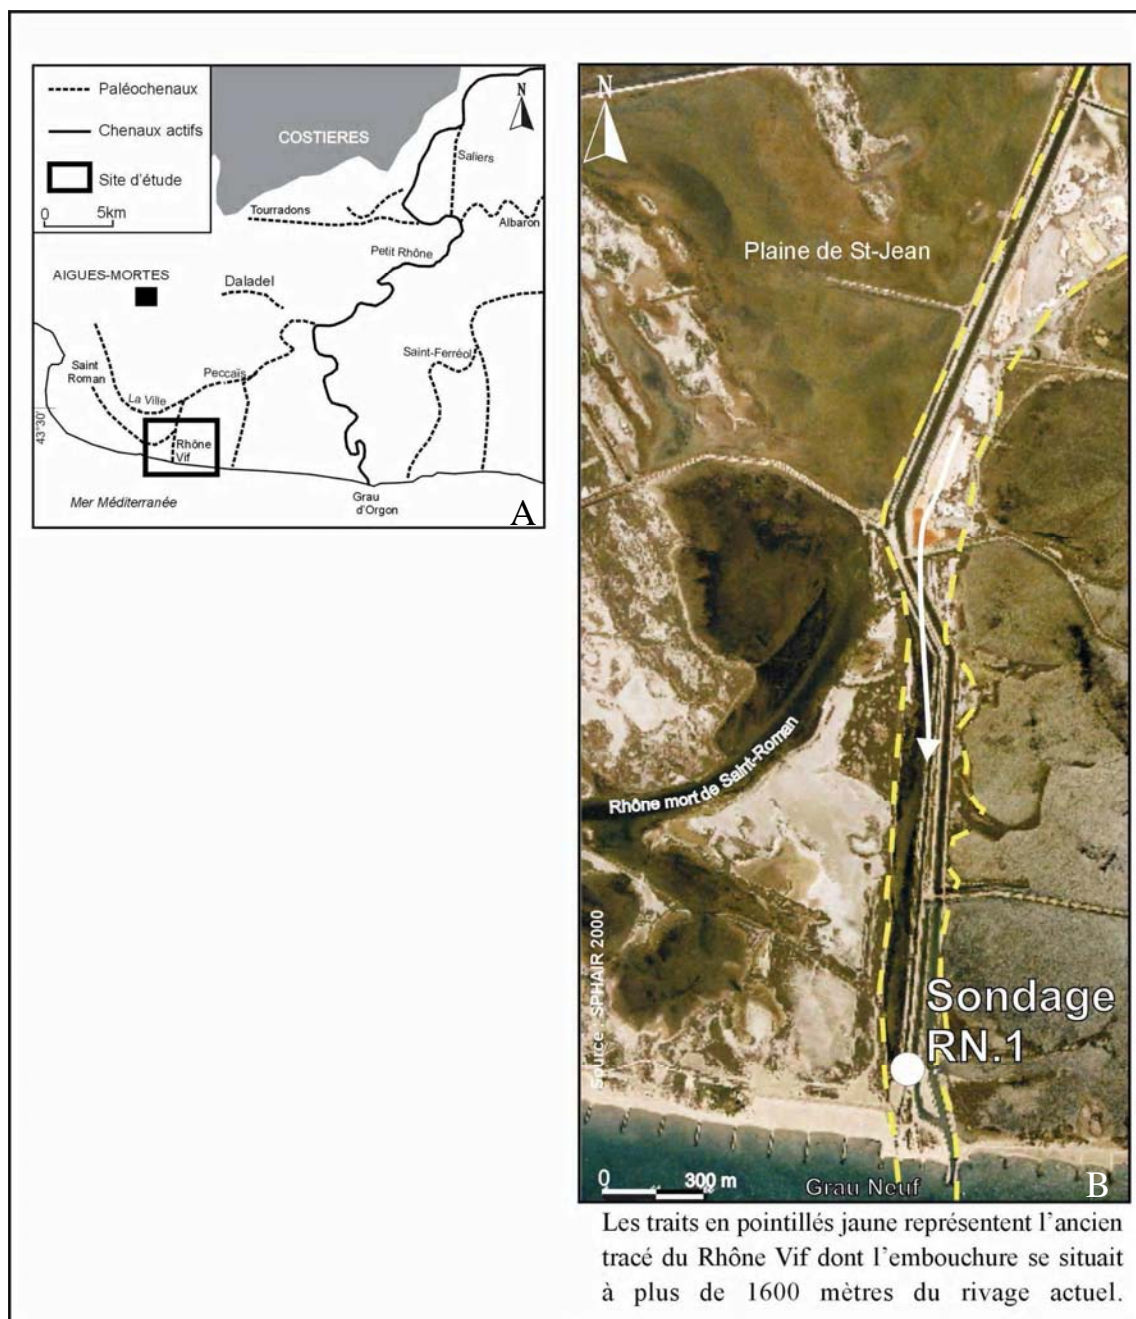 Paléochenaux
Chenaux actifs
Site d'étude
0 5km
N
COSTIERES
Saliers
Tourradons
Albaron
Petit Rhône
AIGUES-MORTES
Daladel
Saint-Ferréol
Saint
Roman
Peccaïs
La Ville
43°30'
Rhône
Vif
Grau
d'Orgon
Mer Méditerranée
A
N
Plaine de St-Jean
Rhône mort de Saint-Roman
Sondage
RN.1
Source : SPHAIR 2000
0 300 m
Grau Neuf
B
Les traits en pointillés jaune représentent l'ancien
tracé du Rhône Vif dont l'embouchure se situait
à plus de 1600 mètres du rivage actuel.